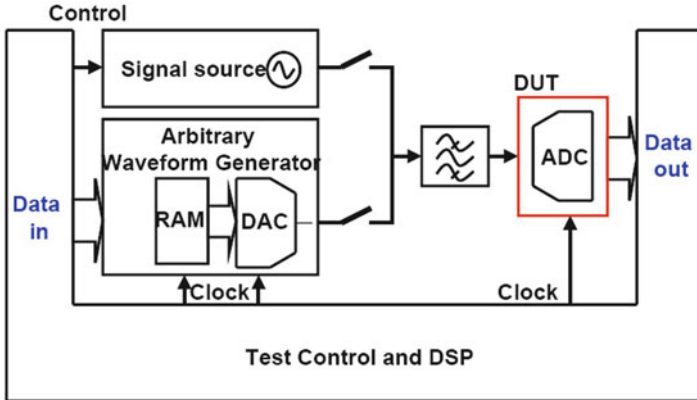 Control
Signal source
DUT
Arbitrary
Waveform Generator
ADC
Data
out
Data
in
RAM
DAC
Clock
Clock
Test Control and DSP